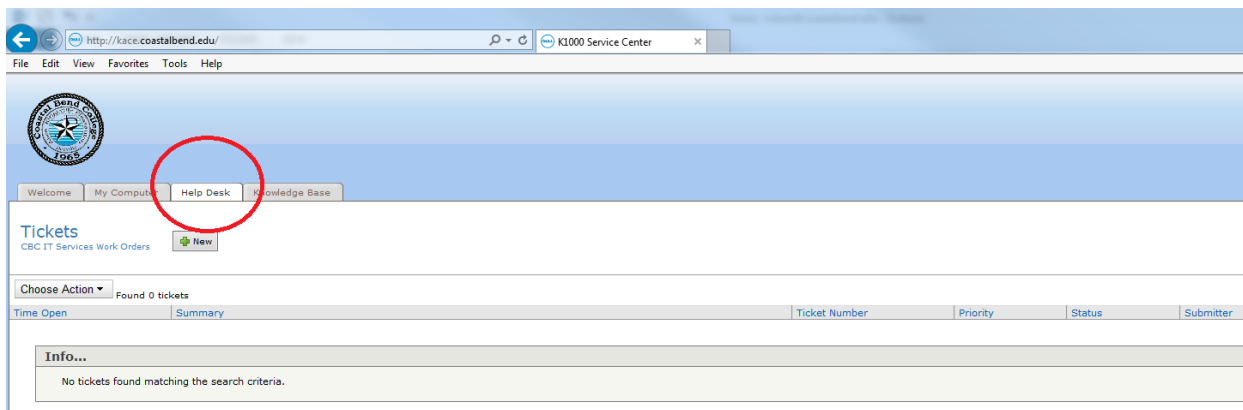 http://kace.coastalbend.edu/ K1000 Service Center
File Edit View Favorites Tools Help
Coastal Bend College
1965
Welcome My Computer Help Desk Knowledge Base
Tickets
CBC IT Services Work Orders
New
Choose Action Found 0 tickets
Time Open Summary Ticket Number Priority Status Submitter
Info...
No tickets found matching the search criteria.